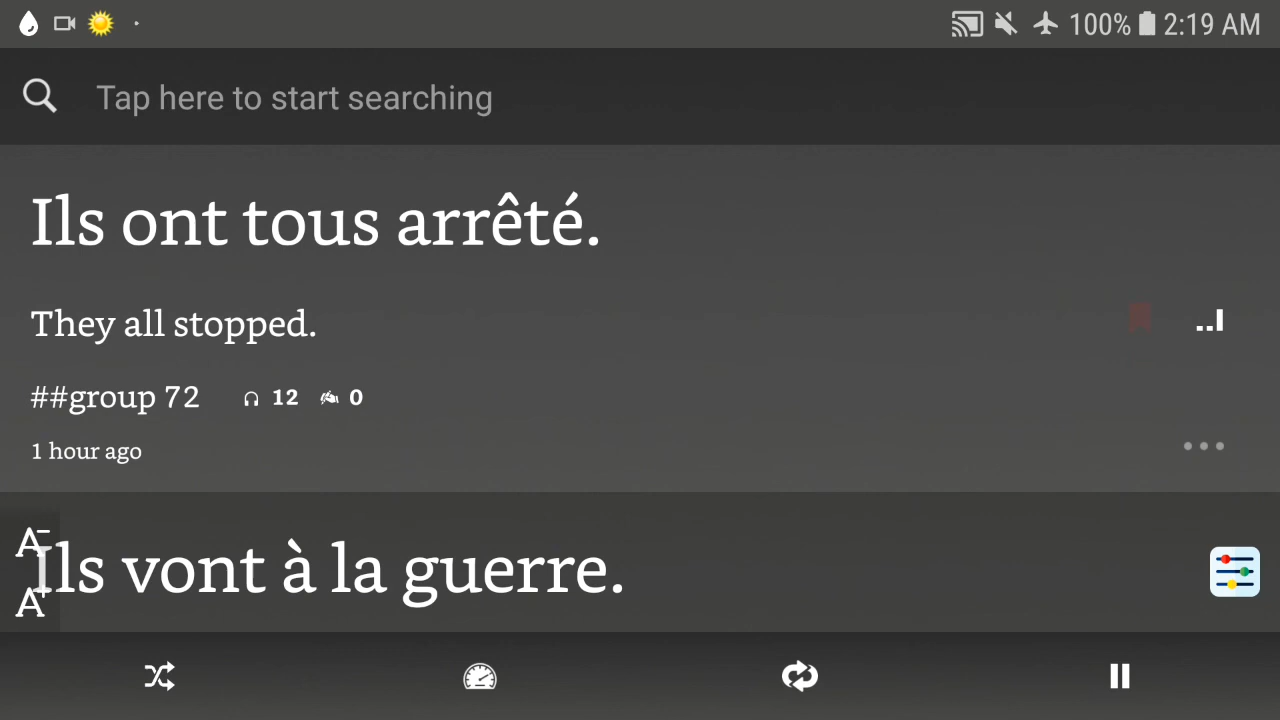 100% 2:19 AM
Tap here to start searching
Ils ont tous arrêté.
They all stopped.
##group 72 12 0
1 hour ago
A-
Ils vont à la guerre.
A+